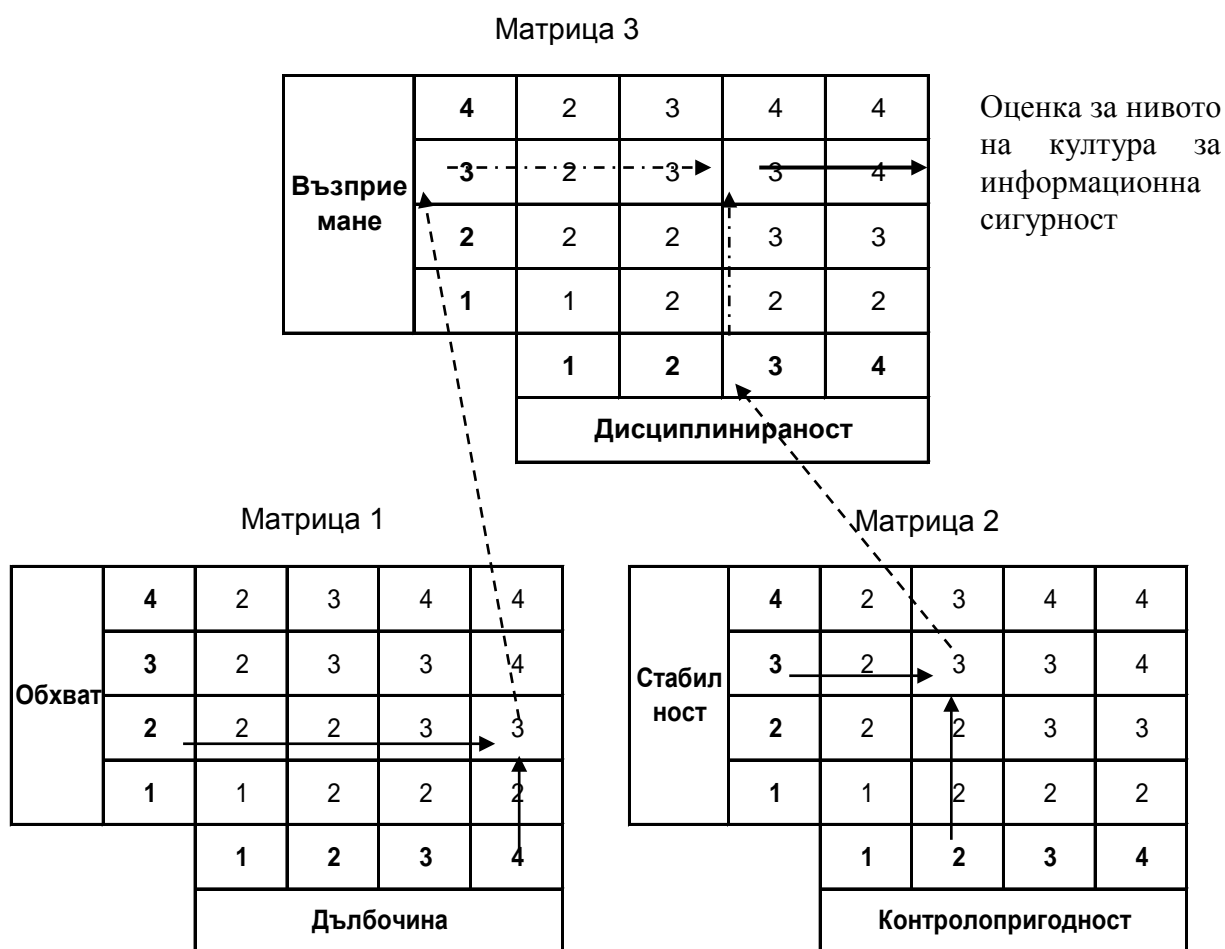 Матрица 3
Възприе
мане
4 2 3 4 4
3 2 3 3 4
2 2 2 3 3
1 1 2 2 2
1 2 3 4
Дисциплинираност
Оценка за нивото
на култура за
информационна
сигурност
Матрица 1
Обхват
4 2 3 4 4
3 2 3 3 4
2 2 2 3 3
1 1 2 2 2
1 2 3 4
Дълбочина
Матрица 2
Стабил
ност
4 2 3 4 4
3 2 3 3 4
2 2 2 3 3
1 1 2 2 2
1 2 3 4
Контролопригодност